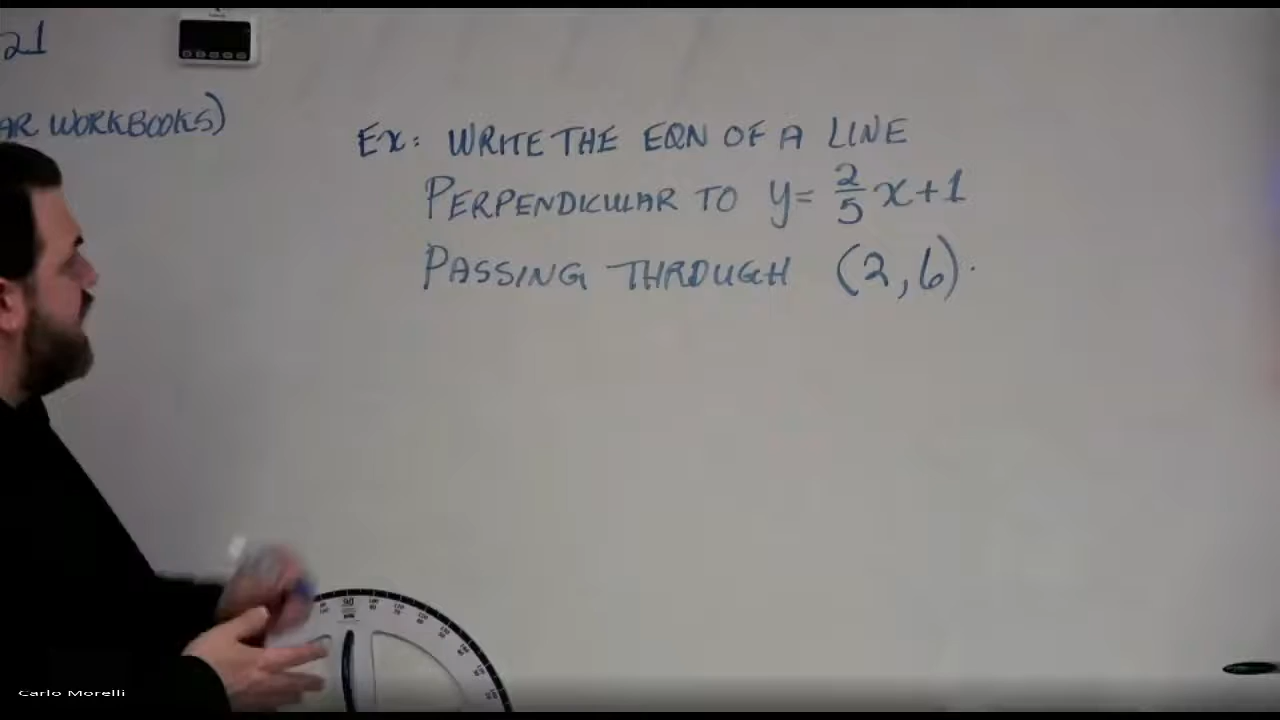 21
AR WORKBOOKS)
EX: WRITE THE EQN OF A LINE
PERPENDICULAR TO y = 2/5 x + 1
PASSING THROUGH (2, 6).
90
Carlo Morelli